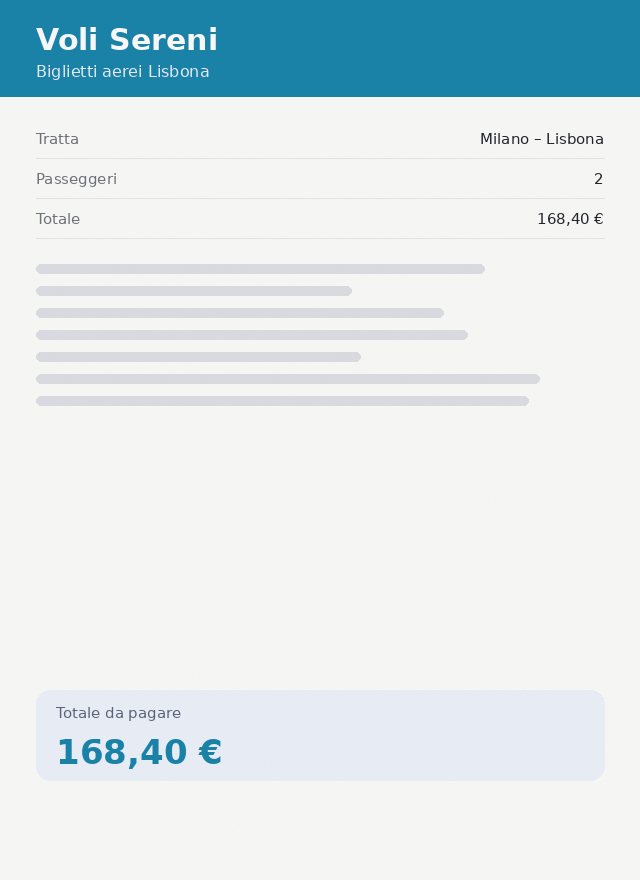 Voli Sereni
Biglietti aerei Lisbona
Tratta Milano – Lisbona
Passeggeri 2
Totale 168,40 €
Totale da pagare
168,40 €